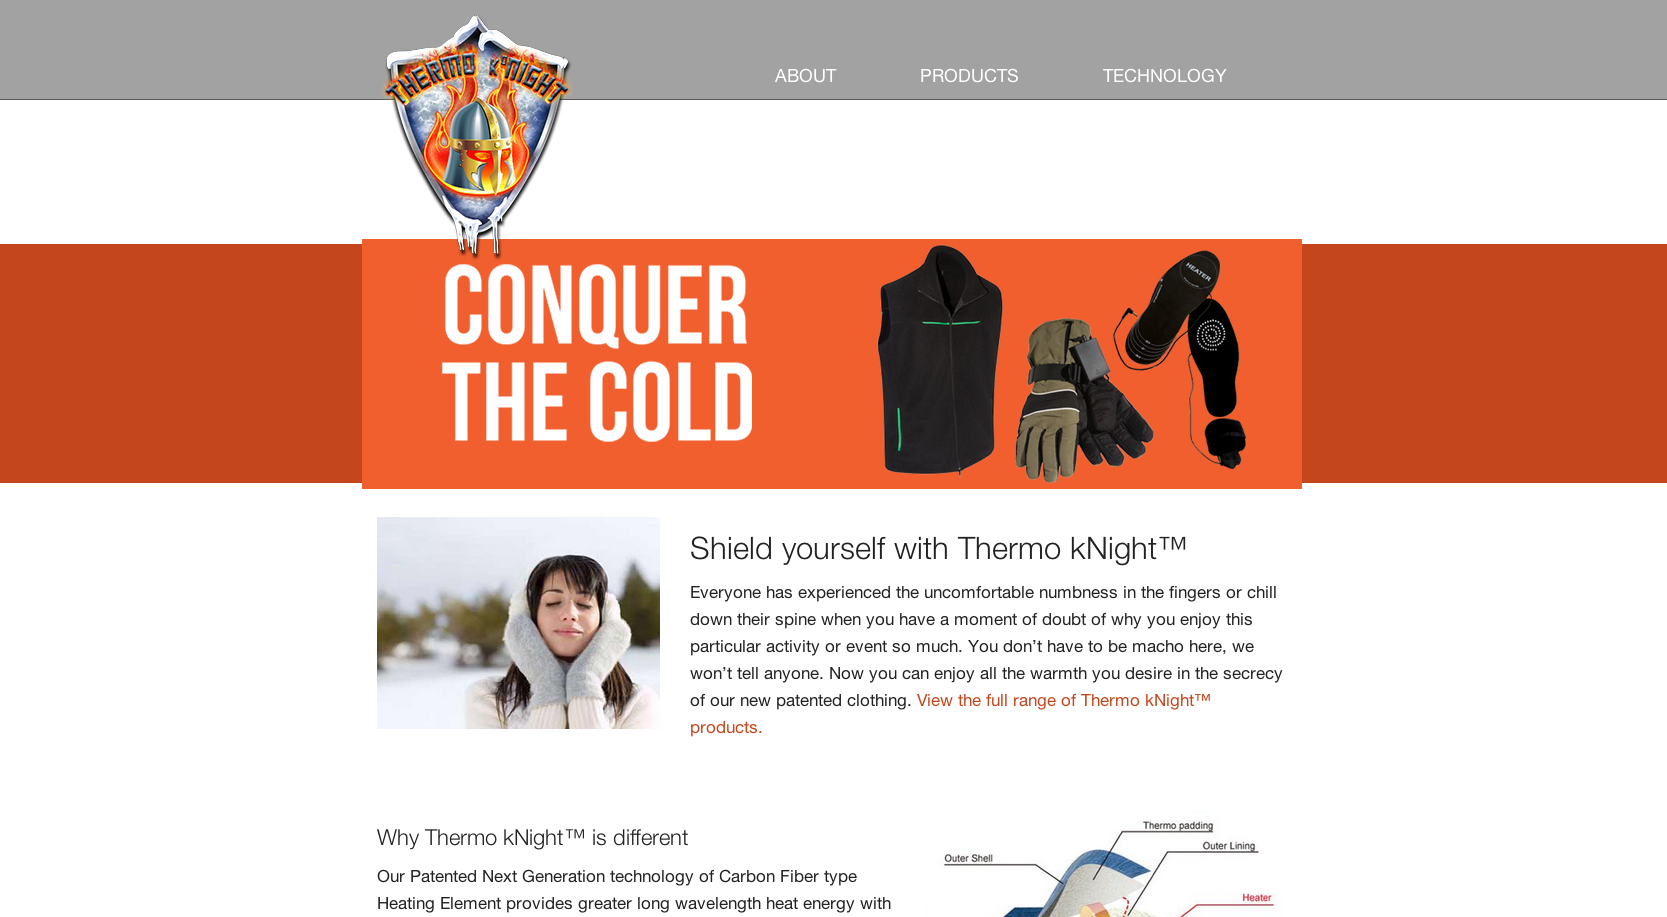 THERMO kNIGHT
ABOUT
PRODUCTS
TECHNOLOGY
CONQUER
THE COLD
HEATER
Shield yourself with Thermo kNight™
Everyone has experienced the uncomfortable numbness in the fingers or chill
down their spine when you have a moment of doubt of why you enjoy this
particular activity or event so much. You don’t have to be macho here, we
won’t tell anyone. Now you can enjoy all the warmth you desire in the secrecy
of our new patented clothing. View the full range of Thermo kNight™
products.
Why Thermo kNight™ is different
Our Patented Next Generation technology of Carbon Fiber type
Heating Element provides greater long wavelength heat energy with
Thermo padding
Outer Lining
Outer Shell
Heater